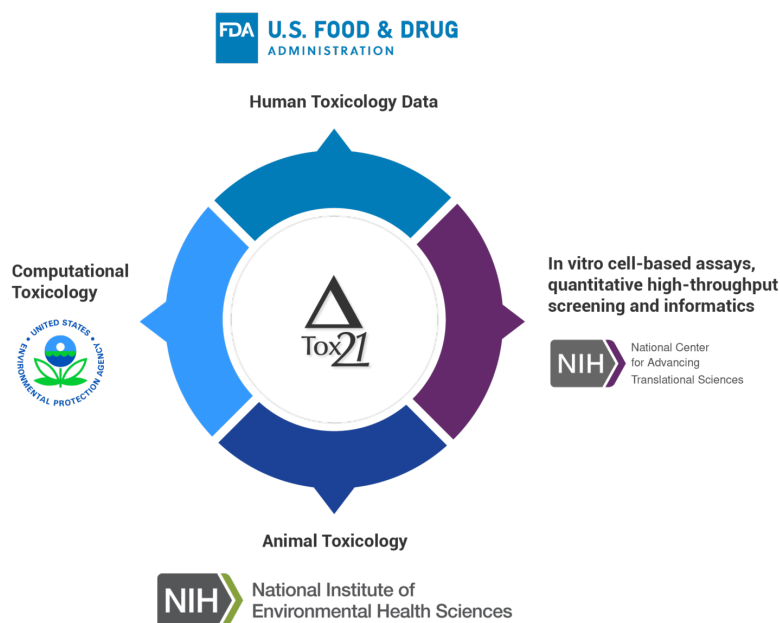 FDA U.S. FOOD & DRUG
ADMINISTRATION
Human Toxicology Data
Computational
Toxicology
UNITED STATES
ENVIRONMENTAL PROTECTION AGENCY
Tox21
In vitro cell-based assays,
quantitative high-throughput
screening and informatics
NIH
National Center
for Advancing
Translational Sciences
Animal Toxicology
NIH
National Institute of
Environmental Health Sciences